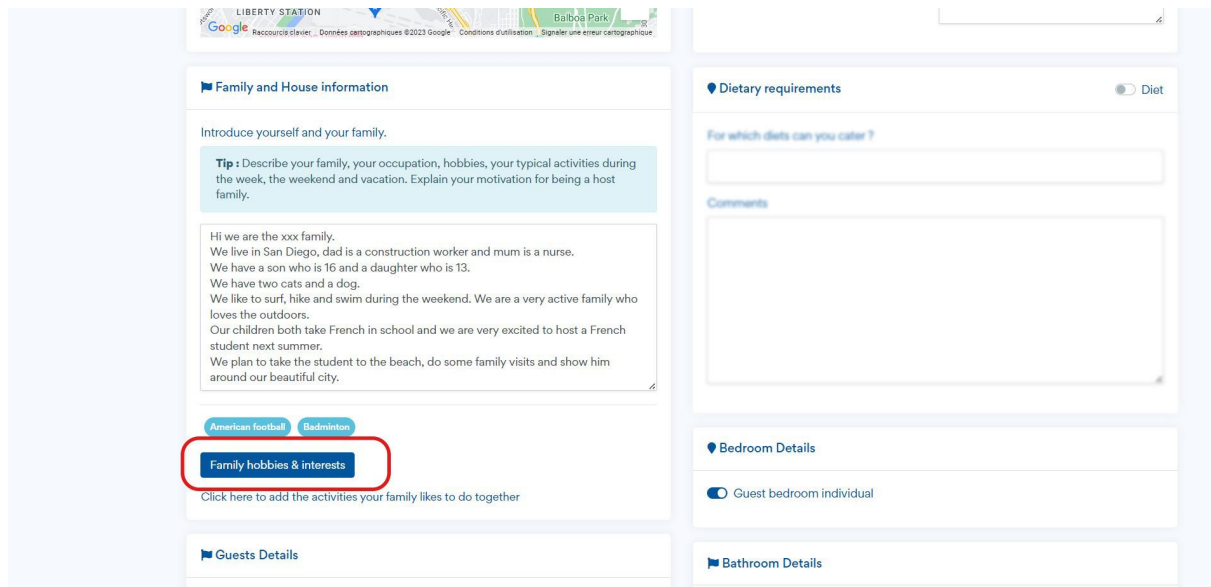 LIBERTY STATION
Balboa Park
Google
Raccourcis clavier
Données cartographiques ©2023 Google
Conditions d'utilisation
Signaler une erreur cartographique
Family and House information
Introduce yourself and your family.
Tip : Describe your family, your occupation, hobbies, your typical activities during
the week, the weekend and vacation. Explain your motivation for being a host
family.
Hi we are the xxx family.
We live in San Diego, dad is a construction worker and mum is a nurse.
We have a son who is 16 and a daughter who is 13.
We have two cats and a dog.
We like to surf, hike and swim during the weekend. We are a very active family who
loves the outdoors.
Our children both take French in school and we are very excited to host a French
student next summer.
We plan to take the student to the beach, do some family visits and show him
around our beautiful city.
American football
Badminton
Family hobbies & interests
Click here to add the activities your family likes to do together
Guests Details
Dietary requirements
Diet
For which diets can you cater ?
Comments
Bedroom Details
Guest bedroom individual
Bathroom Details